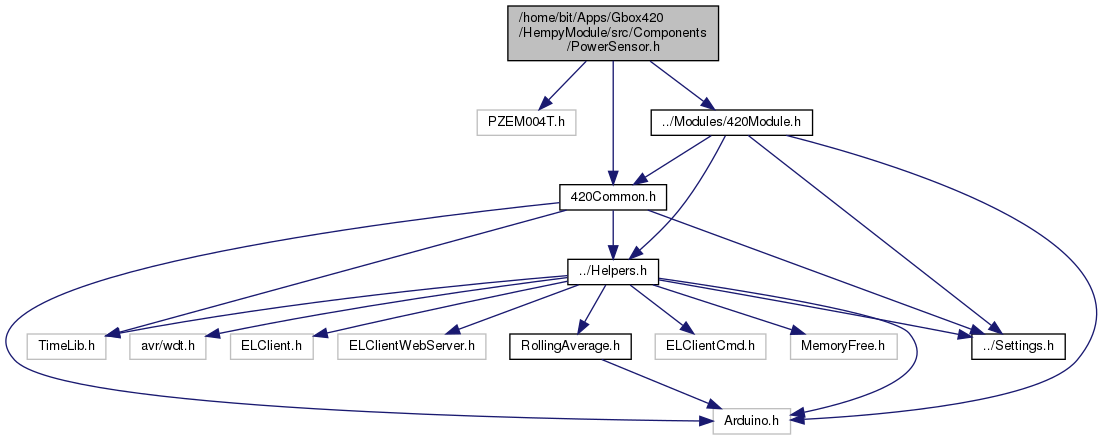 /home/bit/Apps/Gbox420
/HempyModule/src/Components
/PowerSensor.h
PZEM004T.h
../Modules/420Module.h
420Common.h
../Helpers.h
TimeLib.h
avr/wdt.h
ELClient.h
ELClientWebServer.h
RollingAverage.h
ELClientCmd.h
MemoryFree.h
../Settings.h
Arduino.h